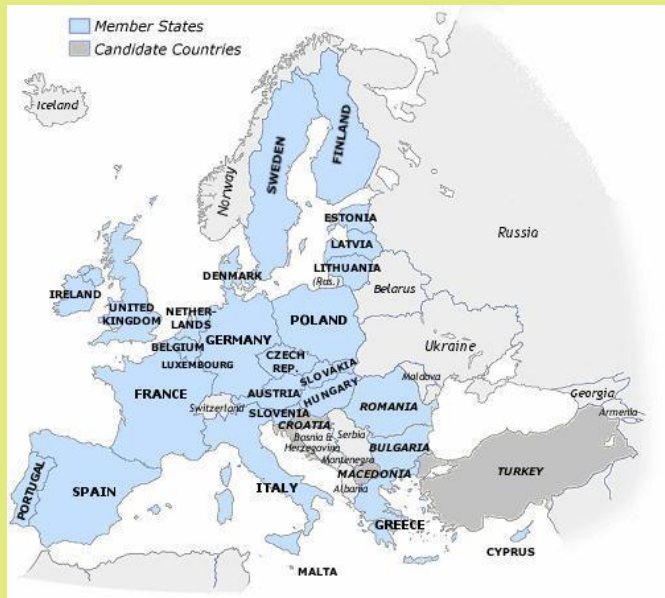 Member States
Candidate Countries
Iceland
FINLAND
SWEDEN
Norway
Russia
ESTONIA
LATVIA
LITHUANIA
(Rus.)
DENMARK
Belarus
IRELAND
UNITED
KINGDOM
NETHER-
LANDS
POLAND
GERMANY
BELGIUM
LUXEMBOURG
Ukraine
CZECH
REP.
SLOVAKIA
Moldova
FRANCE
AUSTRIA
HUNGARY
Switzerland
SLOVENIA
ROMANIA
Georgia
Armenia
CROATIA
Bosnia &
Herzegovina
Serbia
BULGARIA
Montenegro
MACEDONIA
Albania
TURKEY
PORTUGAL
SPAIN
ITALY
GREECE
CYPRUS
MALTA